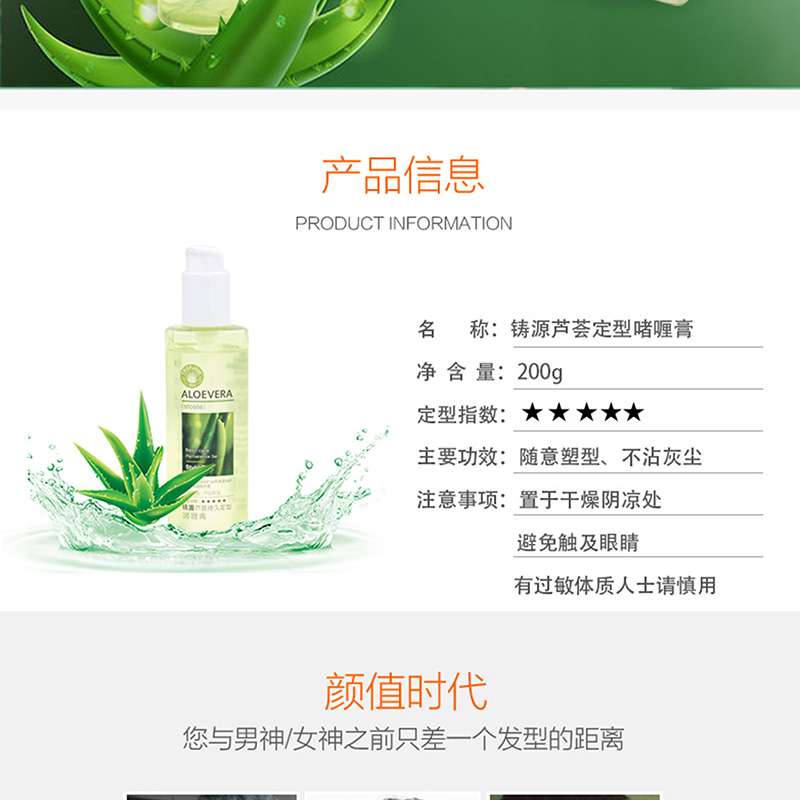 产品信息
PRODUCT INFORMATION
名 称：铸源芦荟定型啫喱膏
净 含 量：200g
定型指数：★★★★★
主要功效：随意塑型、不沾灰尘
注意事项：置于干燥阴凉处
避免触及眼睛
有过敏体质人士请慎用
ALOEVERA
颜值时代
您与男神/女神之前只差一个发型的距离